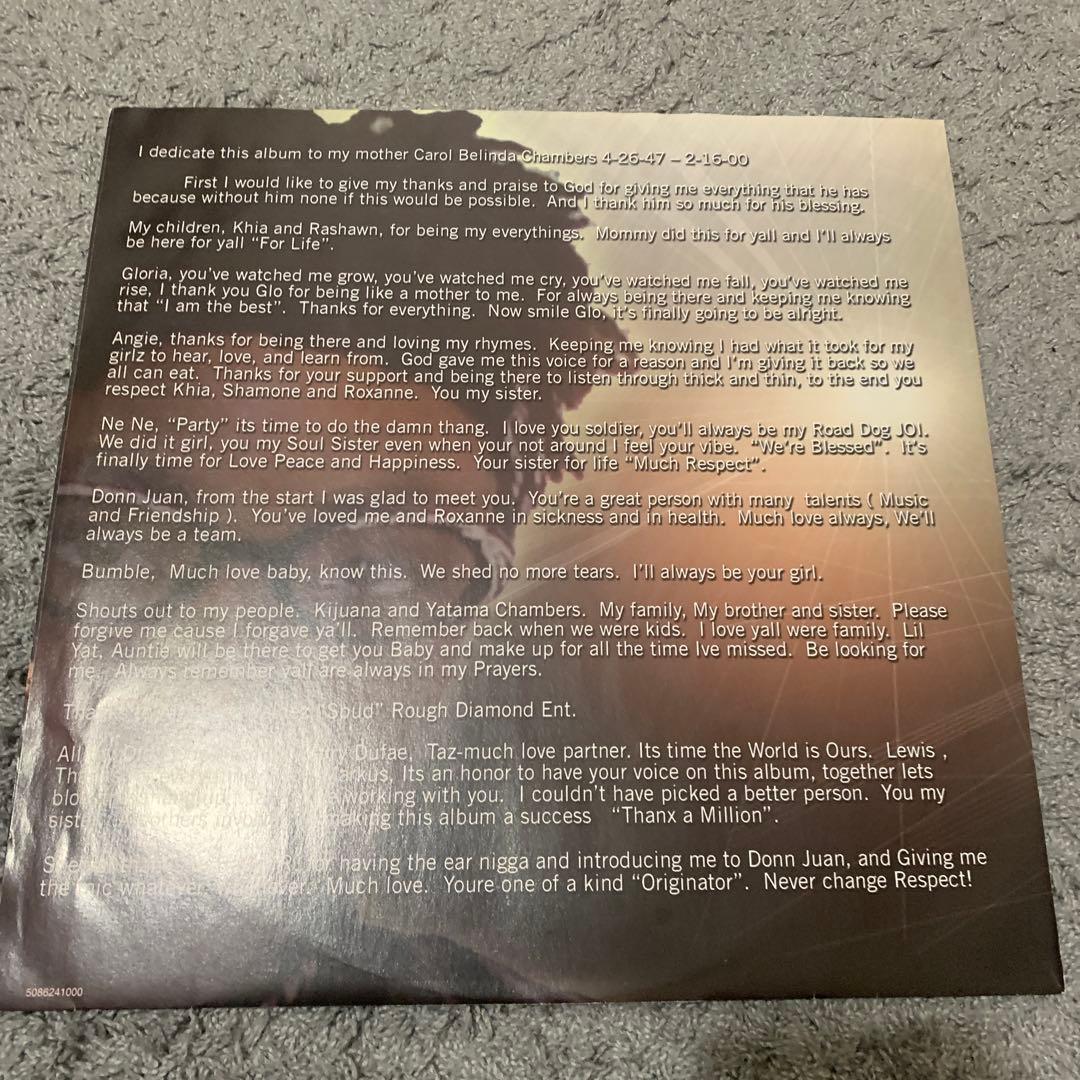 I dedicate this album to my mother Carol Belinda Chambers 4-26-47 – 2-16-00
First I would like to give my thanks and praise to God for giving me everything that he has
because without him none if this would be possible. And I thank him so much for his blessing.
My children, Khia and Rashawn, for being my everythings. Mommy did this for yall and I'll always
be here for yall "For Life".
Gloria, you've watched me grow, you've watched me cry, you've watched me fall, you've watched me
rise, I thank you Glo for being like a mother to me. For always being there and keeping me knowing
that "I am the best". Thanks for everything. Now smile Glo, it's finally going to be alright.
Angie, thanks for being there and loving my rhymes. Keeping me knowing I had what it took for my
girlz to hear, love, and learn from. God gave me this voice for a reason and I'm giving it back so we
all can eat. Thanks for your support and being there to listen through thick and thin, to the end you
respect Khia, Shamone and Roxanne. You my sister.
Ne Ne, "Party" its time to do the damn thang. I love you soldier, you'll always be my Road Dog JOI.
We did it girl, you my Soul Sister even when your not around I feel your vibe. "We're Blessed". It's
finally time for Love Peace and Happiness. Your sister for life "Much Respect".
Donn Juan, from the start I was glad to meet you. You're a great person with many talents ( Music
and Friendship ). You've loved me and Roxanne in sickness and in health. Much love always, We'll
always be a team.
Bumble, Much love baby, know this. We shed no more tears. I'll always be your girl.
Shouts out to my people. Kijuana and Yatama Chambers. My family, My brother and sister. Please
forgive me cause I forgave ya'll. Remember back when we were kids. I love yall were family. Lil
Yat, Auntie will be there to get you Baby and make up for all the time Ive missed. Be looking for
me. Always remember yall are always in my Prayers.
"Spud" Rough Diamond Ent.
Dufae, Taz-much love partner. Its time the World is Ours. Lewis ,
Its an honor to have your voice on this album, together lets
working with you. I couldn't have picked a better person. You my
making this album a success "Thanx a Million".
for having the ear nigga and introducing me to Donn Juan, and Giving me
the mic whatever whenever. Much love. Youre one of a kind "Originator". Never change Respect!
5086241000